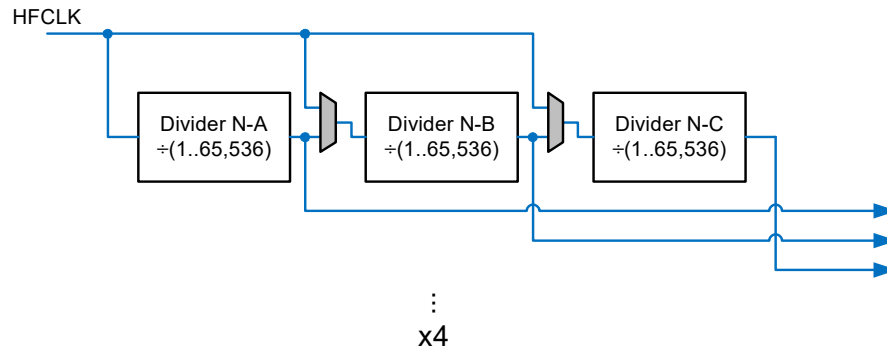 HFCLK
Divider N-A
÷(1..65,536)
Divider N-B
÷(1..65,536)
Divider N-C
÷(1..65,536)
⋮
x4